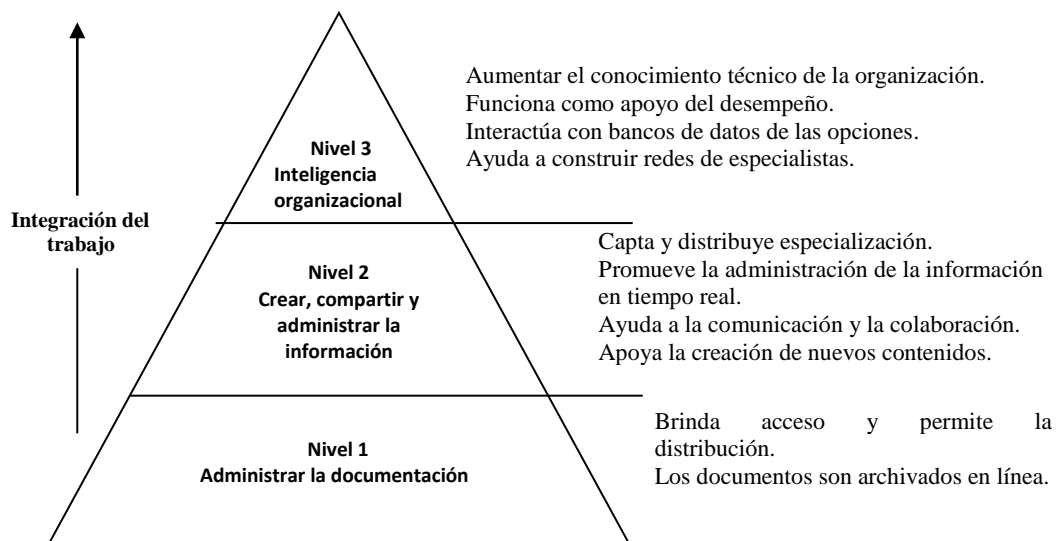 Aumentar el conocimiento técnico de la organización.
Funciona como apoyo del desempeño.
Interactúa con bancos de datos de las opciones.
Ayuda a construir redes de especialistas.
Nivel 3
Inteligencia
organizacional
Integración del
trabajo
Capta y distribuye especialización.
Promueve la administración de la información
en tiempo real.
Ayuda a la comunicación y la colaboración.
Apoya la creación de nuevos contenidos.
Nivel 2
Crear, compartir y
administrar la
información
Brinda acceso y permite la
distribución.
Los documentos son archivados en línea.
Nivel 1
Administrar la documentación